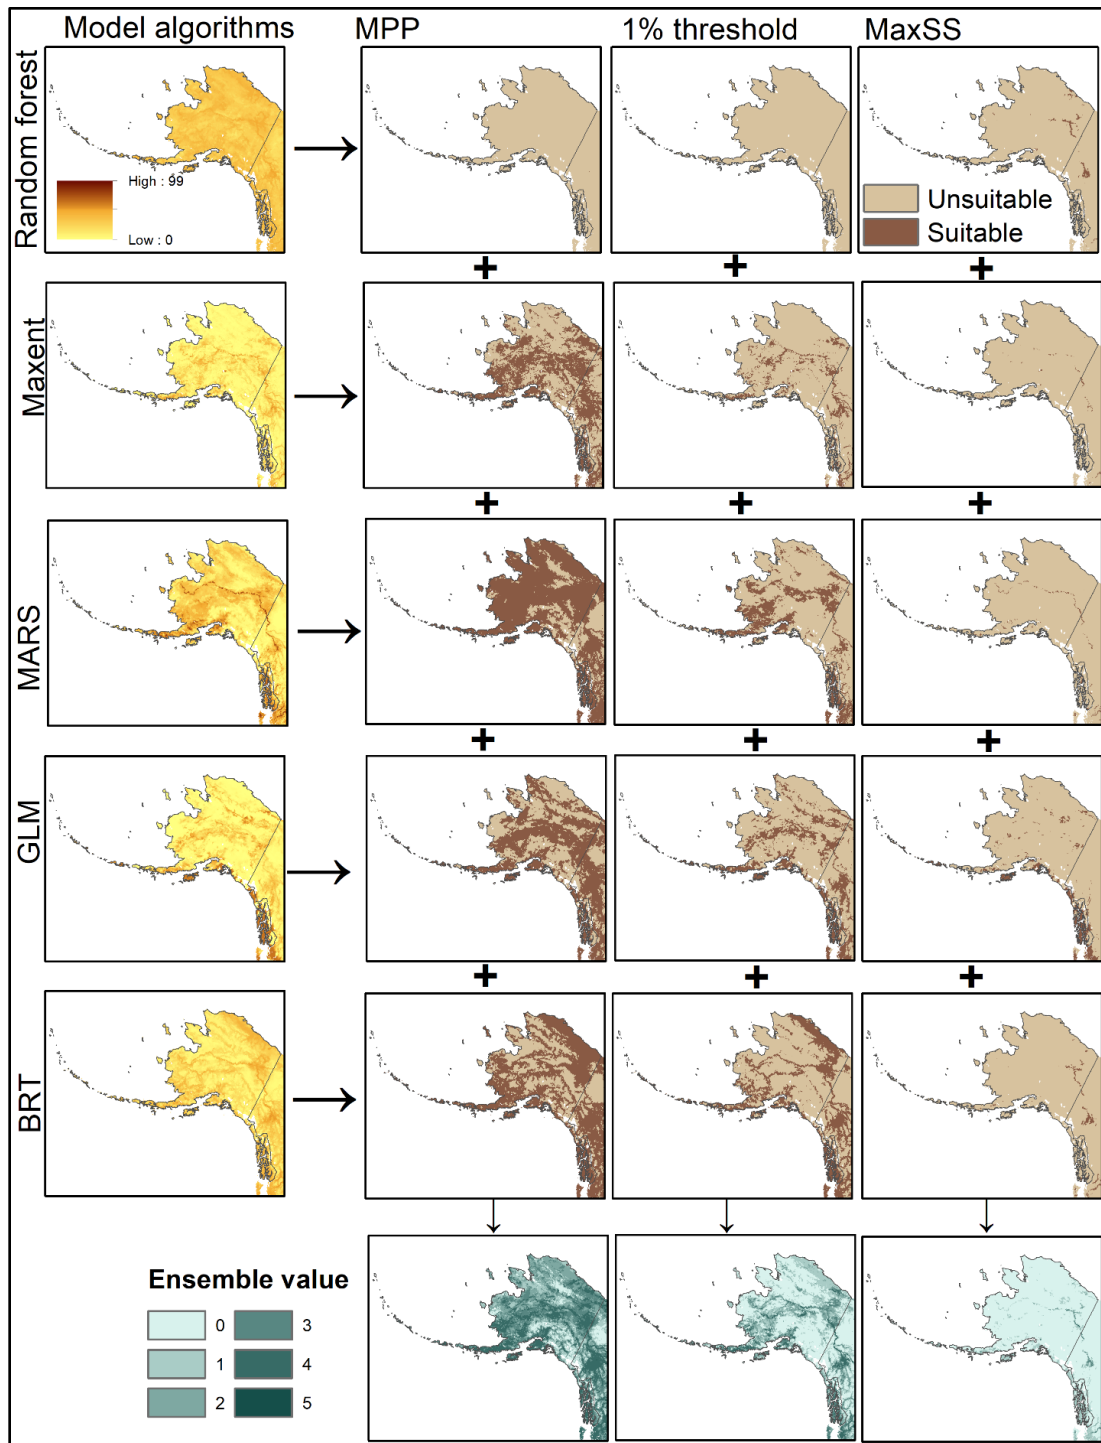 Model algorithms MPP 1% threshold MaxSS
Random forest
High : 99
Low : 0
Unsuitable
Suitable
+ + +
Maxent
+ + +
MARS
+ + +
GLM
+ + +
BRT
Ensemble value
0 3
1 4
2 5